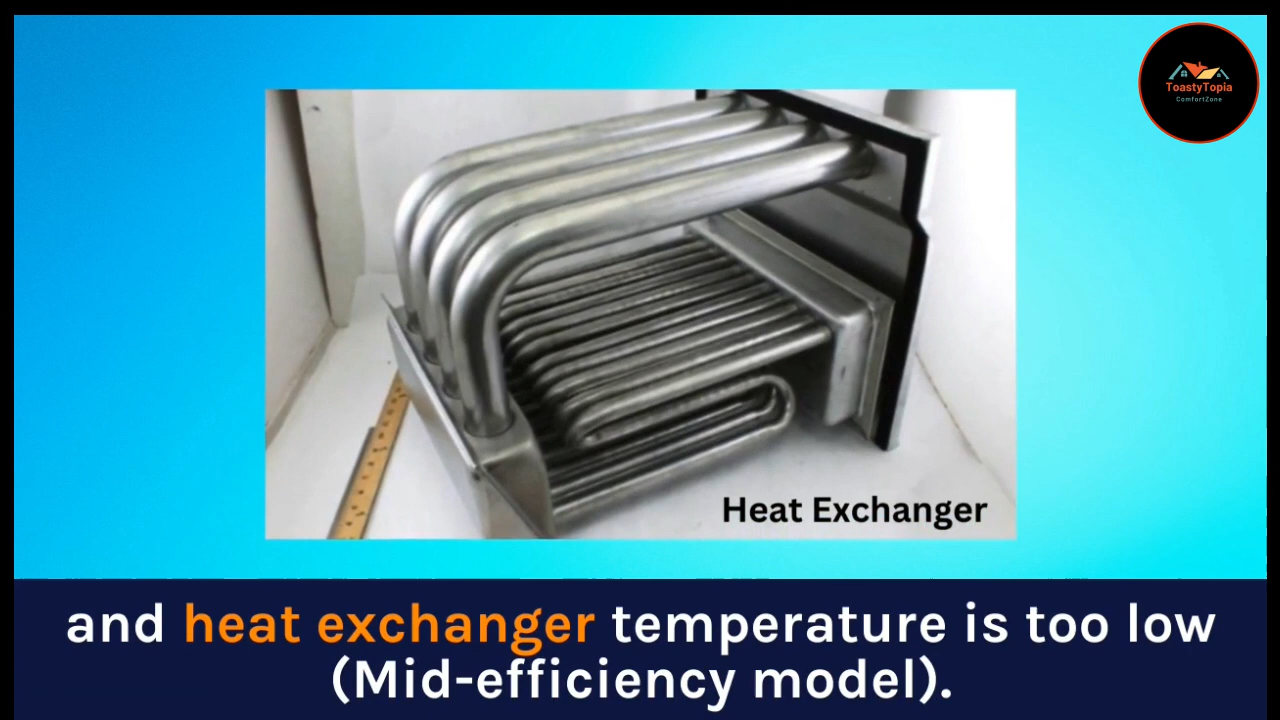 ToastyTopia
ComfortZone
Heat Exchanger
and heat exchanger temperature is too low
(Mid-efficiency model).